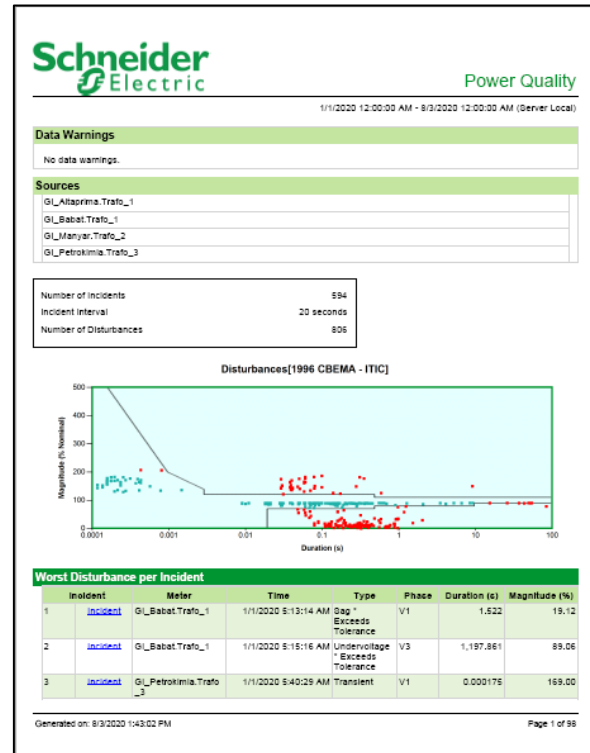 Schneider
Electric
Power Quality
1/1/2020 12:00:00 AM - 8/3/2020 12:00:00 AM (Server Local)
Data Warnings
No data warnings.
Sources
GI_Altaprima.Trafo_1
GI_Babat.Trafo_1
GI_Manyar.Trafo_2
GI_Petrokimia.Trafo_3
Number of Incidents 594
Incident Interval 20 seconds
Number of Disturbances 806
Disturbances[1996 CBEMA - ITIC]
Magnitude (% Nominal)
500
400
300
200
100
0
0.0001 0.001 0.01 0.1 1 10 100
Duration (s)
Worst Disturbance per Incident
Incident Meter Time Type Phase Duration (s) Magnitude (%)
1 Incident GI_Babat.Trafo_1 1/1/2020 5:13:14 AM Sag * V1 1.522 19.12
Exceeds
Tolerance
2 Incident GI_Babat.Trafo_1 1/1/2020 5:15:16 AM Undervoltage V3 1,197.861 89.06
* Exceeds
Tolerance
3 Incident GI_Petrokimia.Trafo 1/1/2020 5:40:29 AM Transient V1 0.000175 169.00
_3
Generated on: 8/3/2020 1:43:02 PM Page 1 of 98